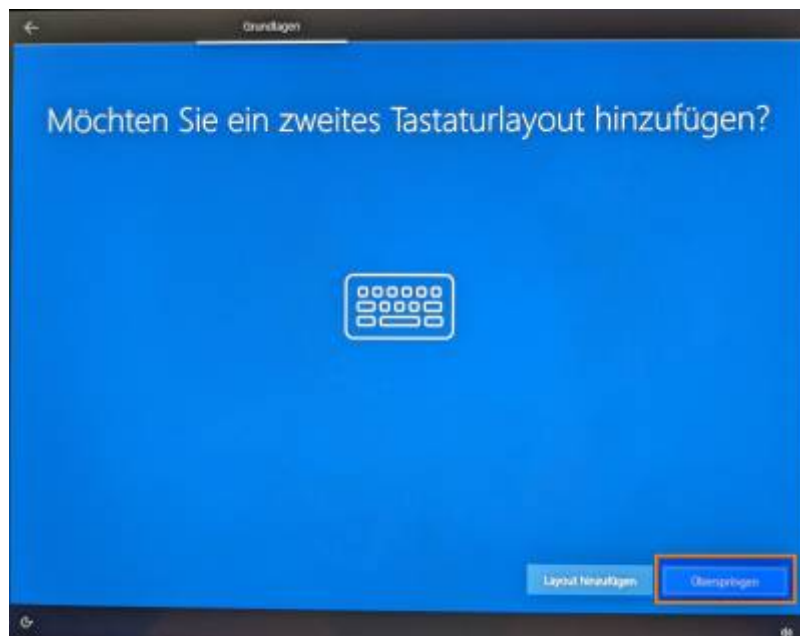 Grundlagen
Möchten Sie ein zweites Tastaturlayout hinzufügen?
Layout hinzufügen
Überspringen